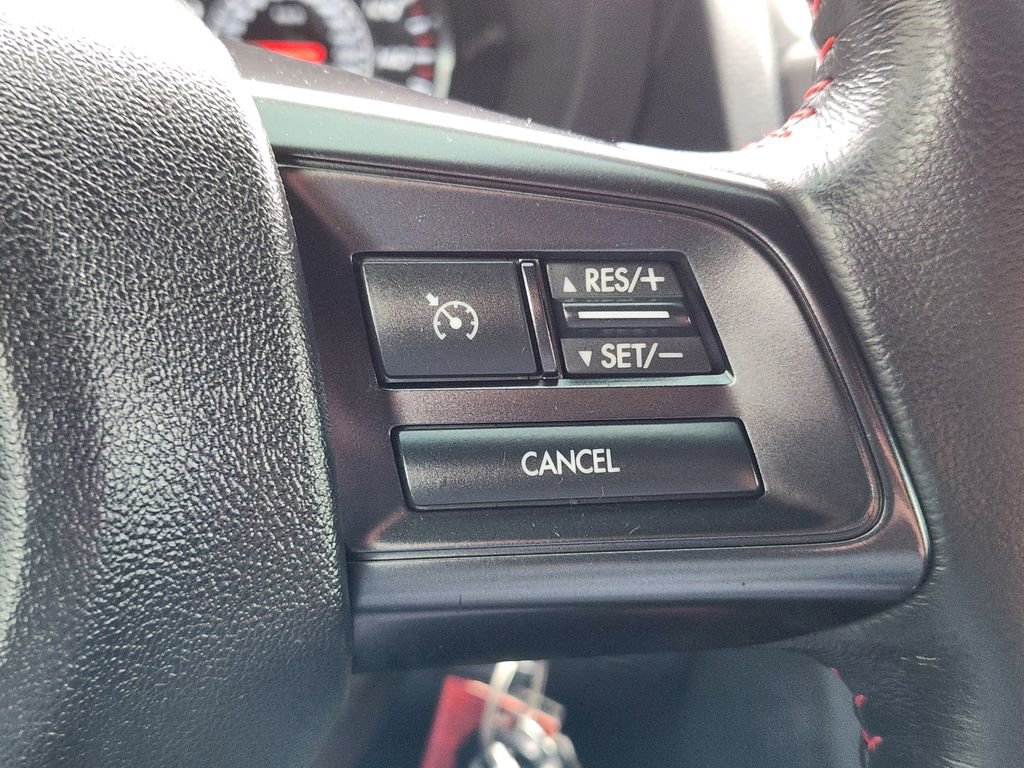 ▲ RES/+
▼ SET/−
CANCEL